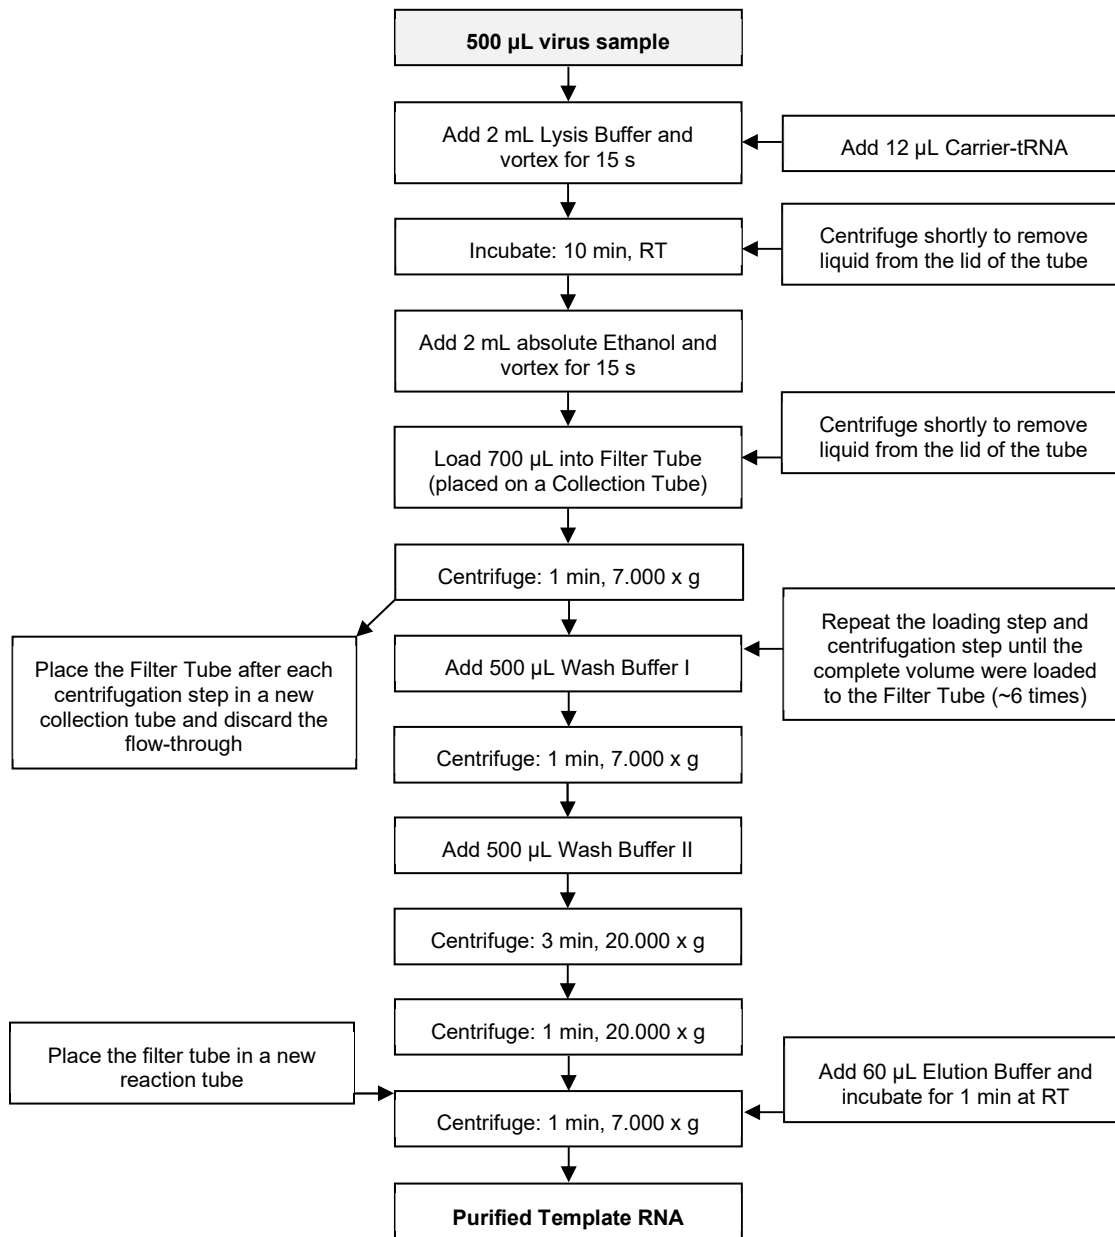 500 µL virus sample
Add 2 mL Lysis Buffer and
vortex for 15 s
Add 12 µL Carrier-tRNA
Incubate: 10 min, RT
Centrifuge shortly to remove
liquid from the lid of the tube
Add 2 mL absolute Ethanol and
vortex for 15 s
Load 700 µL into Filter Tube
(placed on a Collection Tube)
Centrifuge shortly to remove
liquid from the lid of the tube
Centrifuge: 1 min, 7.000 x g
Place the Filter Tube after each
centrifugation step in a new
collection tube and discard the
flow-through
Add 500 µL Wash Buffer I
Repeat the loading step and
centrifugation step until the
complete volume were loaded
to the Filter Tube (~6 times)
Centrifuge: 1 min, 7.000 x g
Add 500 µL Wash Buffer II
Centrifuge: 3 min, 20.000 x g
Centrifuge: 1 min, 20.000 x g
Place the filter tube in a new
reaction tube
Add 60 µL Elution Buffer and
incubate for 1 min at RT
Centrifuge: 1 min, 7.000 x g
Purified Template RNA